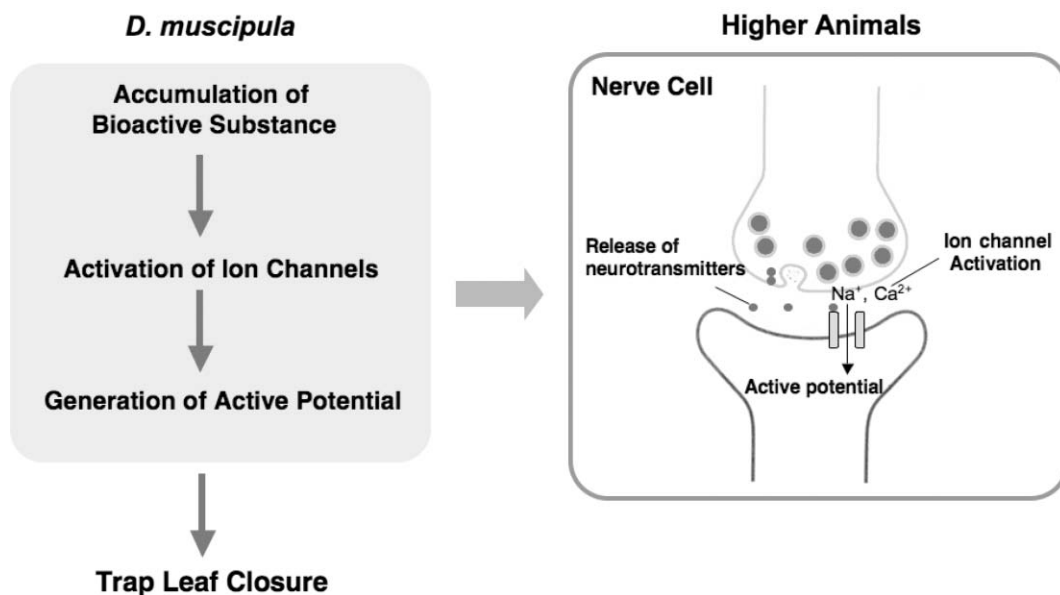 D. muscipula
Accumulation of
Bioactive Substance
Activation of Ion Channels
Generation of Active Potential
Trap Leaf Closure
Higher Animals
Nerve Cell
Release of
neurotransmitters
Ion channel
Activation
Na⁺, Ca²⁺
Active potential